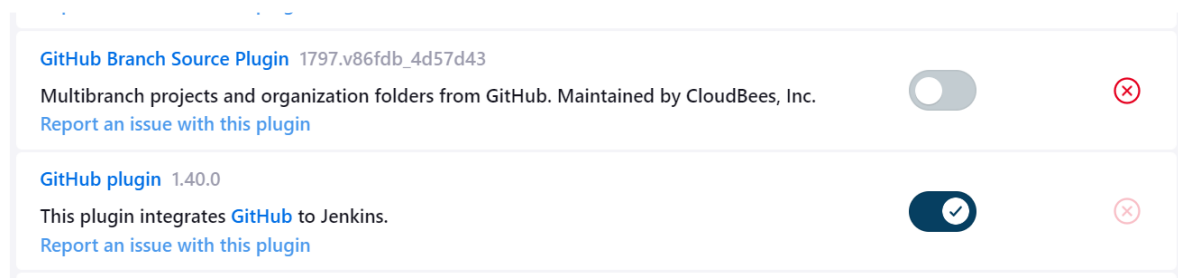 GitHub Branch Source Plugin 1797.v86fdb_4d57d43
Multibranch projects and organization folders from GitHub. Maintained by CloudBees, Inc.
Report an issue with this plugin
GitHub plugin 1.40.0
This plugin integrates GitHub to Jenkins.
Report an issue with this plugin